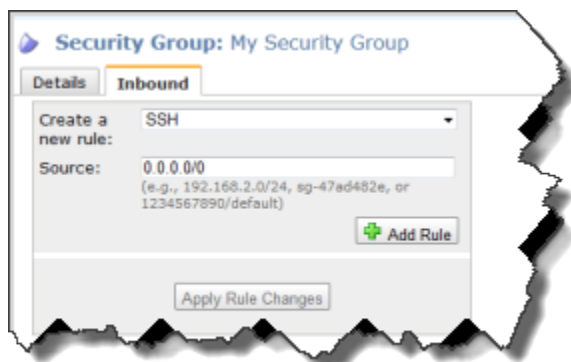 Security Group: My Security Group
Details
Inbound
Create a new rule:
SSH
Source:
0.0.0.0/0
(e.g., 192.168.2.0/24, sg-47ad482e, or
1234567890/default)
Add Rule
Apply Rule Changes